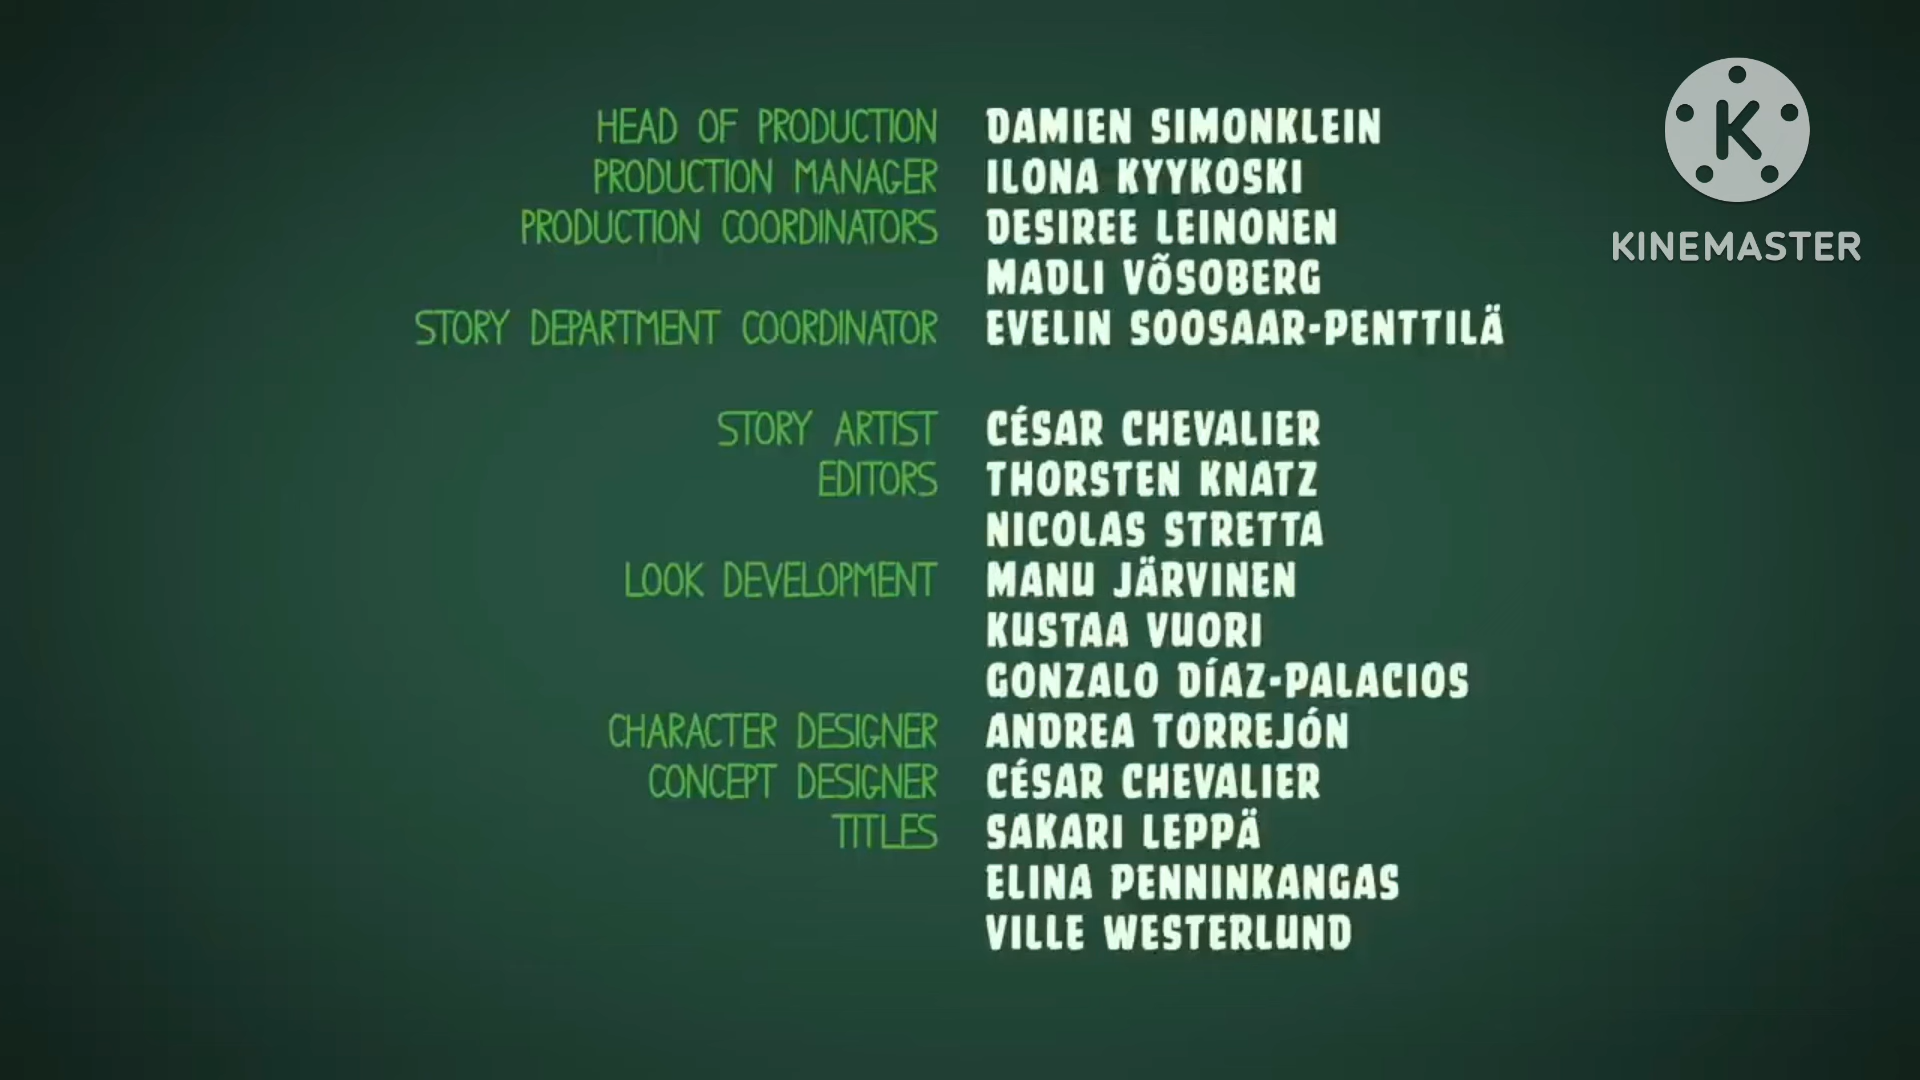 HEAD OF PRODUCTION DAMIEN SIMONKLEIN
PRODUCTION MANAGER ILONA KYYKOSKI
PRODUCTION COORDINATORS DESIREE LEINONEN
MADLI VÕSOBERG
STORY DEPARTMENT COORDINATOR EVELIN SOOSAAR-PENTTILÄ
STORY ARTIST CÉSAR CHEVALIER
EDITORS THORSTEN KNATZ
NICOLAS STRETTA
LOOK DEVELOPMENT MANU JÄRVINEN
KUSTAA VUORI
GONZALO DÍAZ-PALACIOS
CHARACTER DESIGNER ANDREA TORREJÓN
CONCEPT DESIGNER CÉSAR CHEVALIER
TITLES SAKARI LEPPÄ
ELINA PENNINKANGAS
VILLE WESTERLUND
K
KINEMASTER